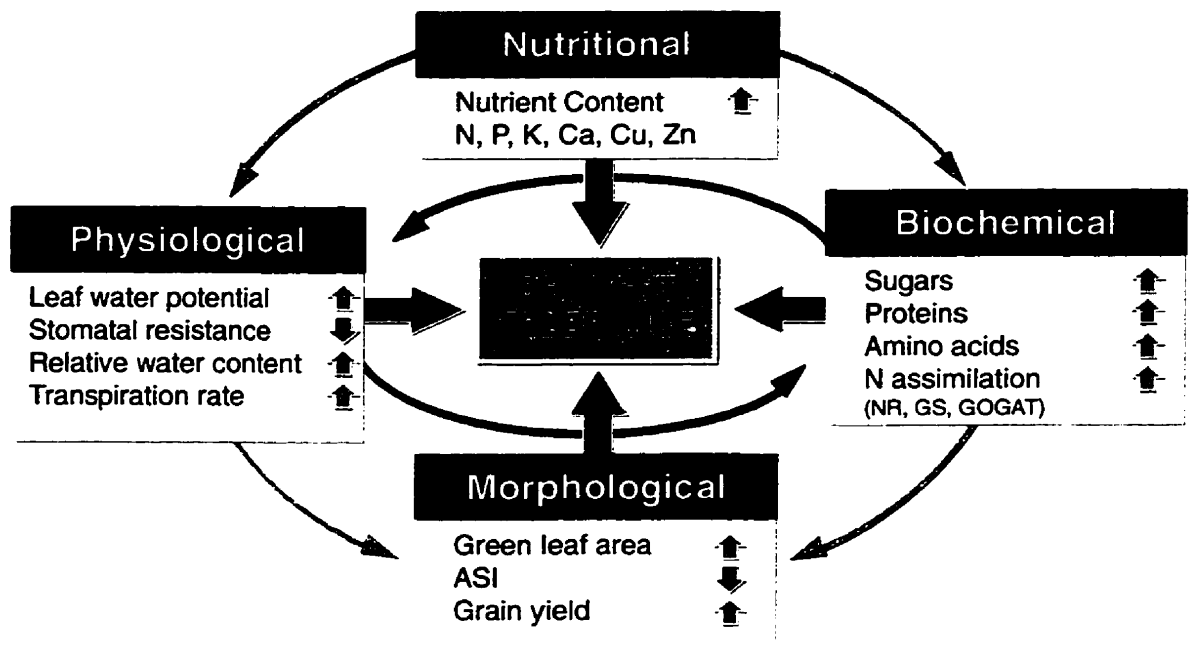 Nutritional
Nutrient Content
N, P, K, Ca, Cu, Zn
Physiological
Leaf water potential
Stomatal resistance
Relative water content
Transpiration rate
Biochemical
Sugars
Proteins
Amino acids
N assimilation
(NR, GS, GOGAT)
Morphological
Green leaf area
ASI
Grain yield